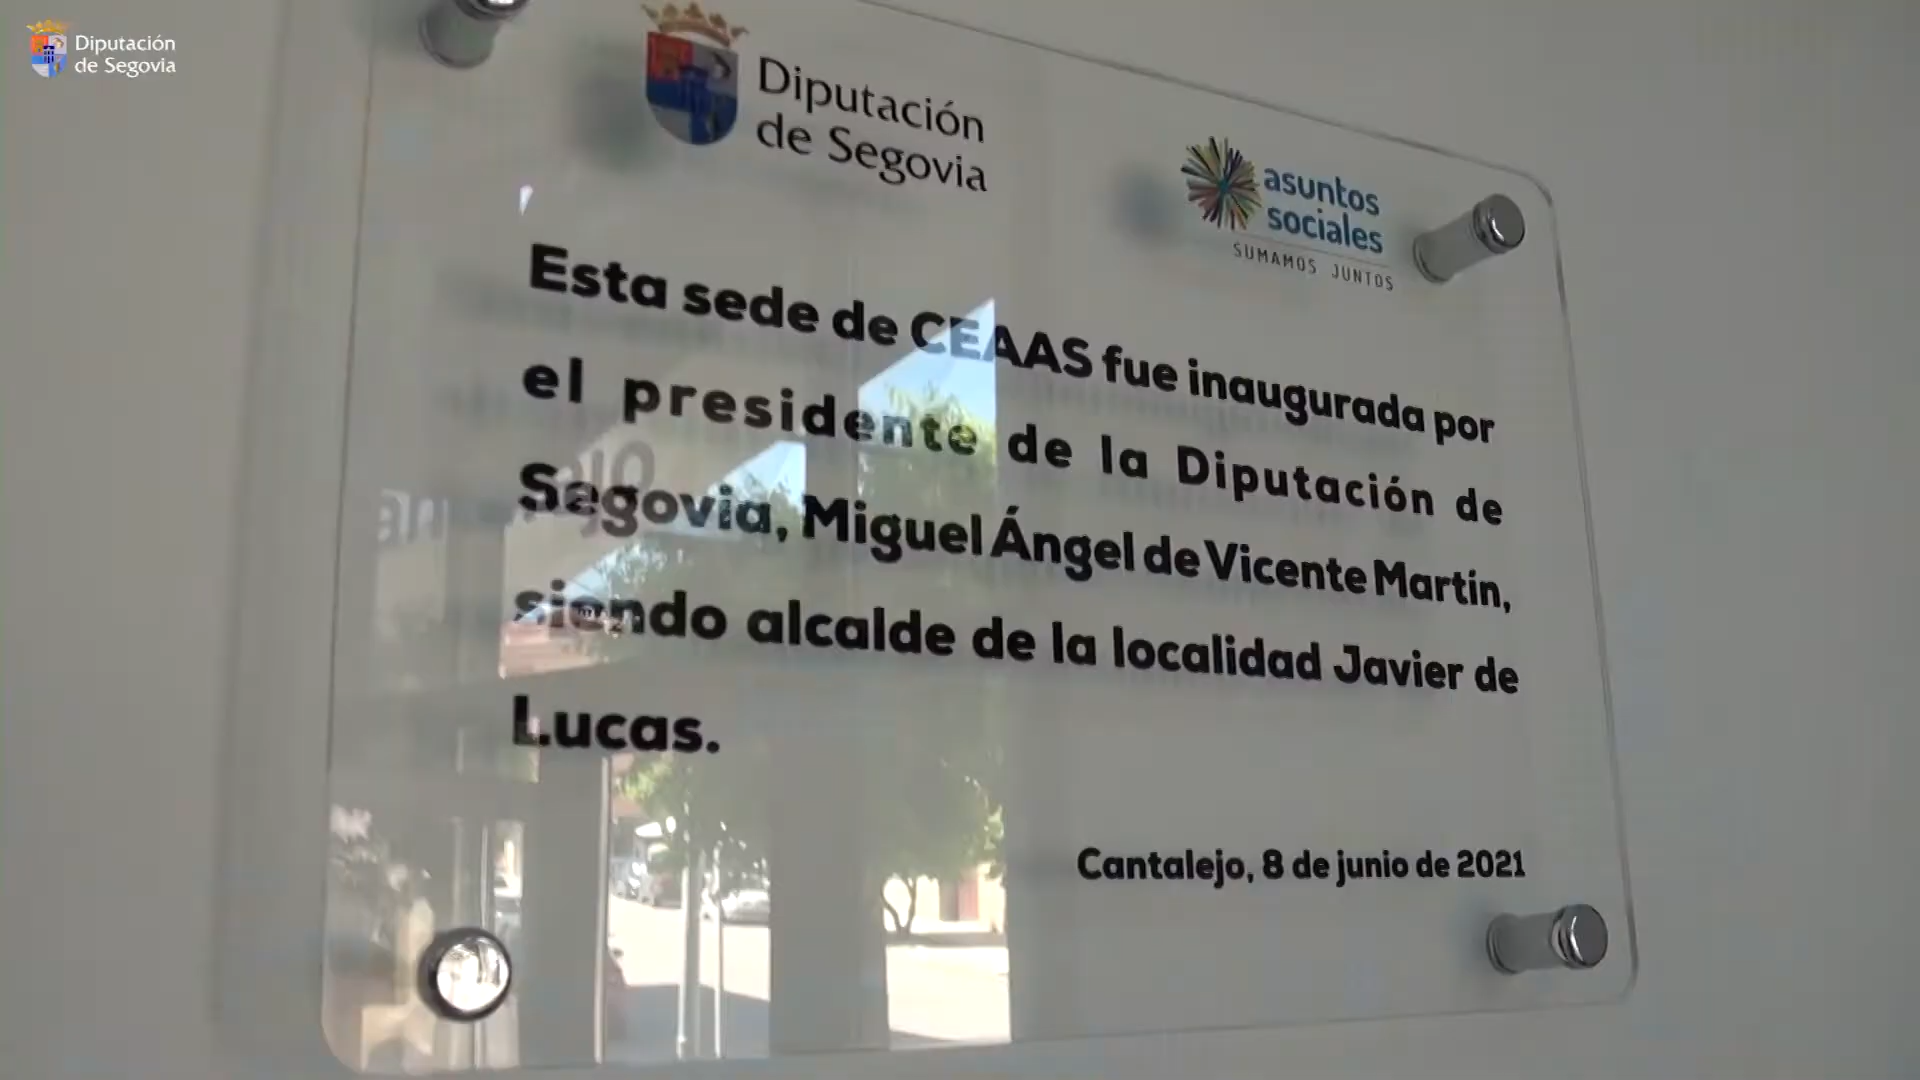 Diputación
de Segovia
Diputación
de Segovia
asuntos
sociales
SUMAMOS JUNTOS
Esta sede de CEAAS fue inaugurada por
el presidente de la Diputación de
Segovia, Miguel Ángel de Vicente Martín,
siendo alcalde de la localidad Javier de
Lucas.
Cantalejo, 8 de junio de 2021